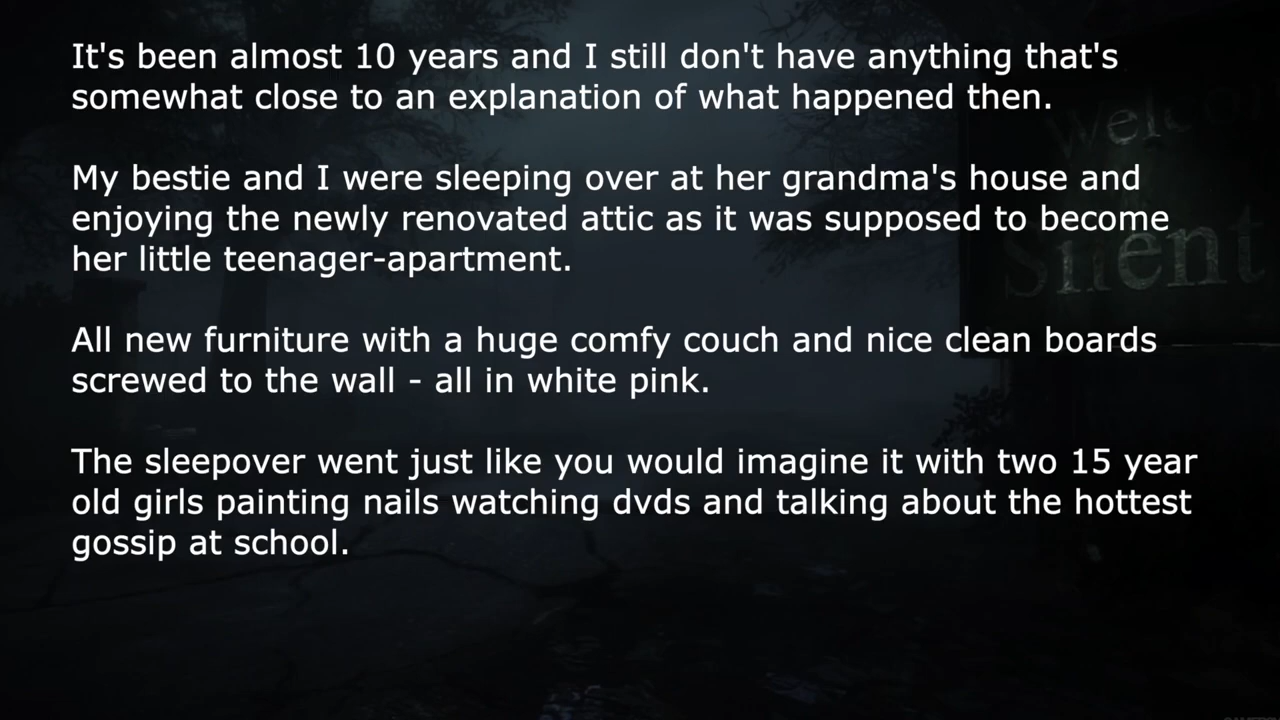 It's been almost 10 years and I still don't have anything that's
somewhat close to an explanation of what happened then.
My bestie and I were sleeping over at her grandma's house and
enjoying the newly renovated attic as it was supposed to become
her little teenager-apartment.
All new furniture with a huge comfy couch and nice clean boards
screwed to the wall - all in white pink.
The sleepover went just like you would imagine it with two 15 year
old girls painting nails watching dvds and talking about the hottest
gossip at school.
Silent